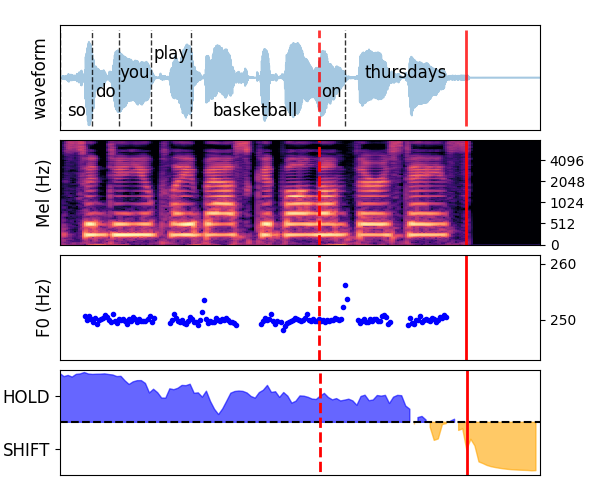 waveform
so
do
you
play
basketball
on
thursdays
Mel (Hz)
4096
2048
1024
512
0
F0 (Hz)
260
250
HOLD
SHIFT